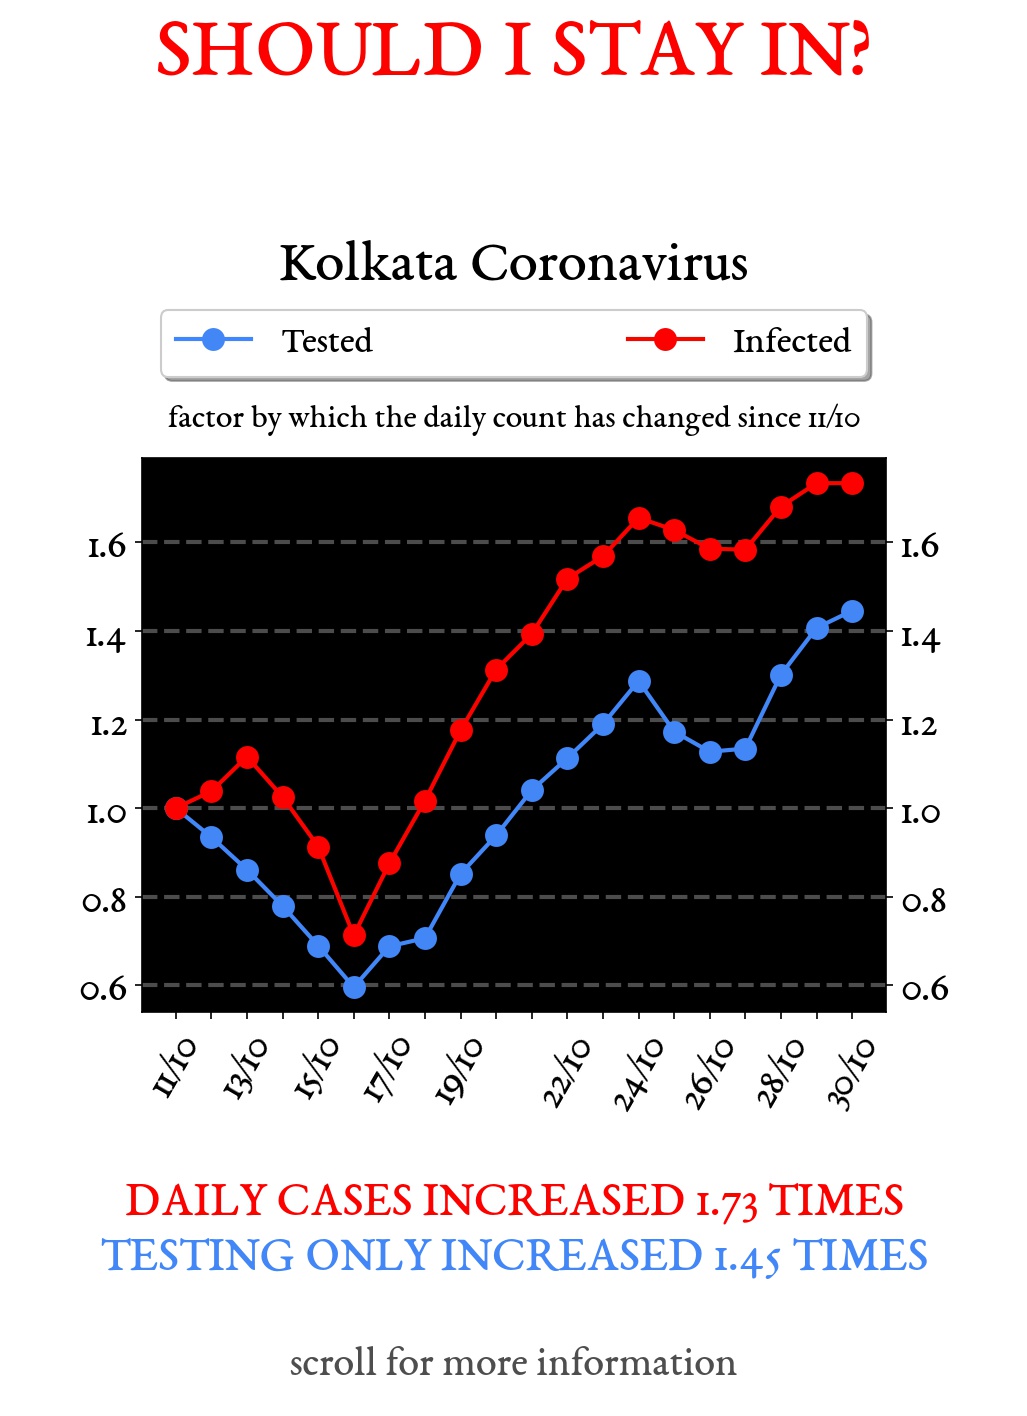 SHOULD I STAY IN?
Kolkata Coronavirus
Tested Infected
factor by which the daily count has changed since 11/10
1.6 1.6
1.4 1.4
1.2 1.2
1.0 1.0
0.8 0.8
0.6 0.6
11/10 13/10 15/10 17/10 19/10 22/10 24/10 26/10 28/10 30/10
DAILY CASES INCREASED 1.73 TIMES
TESTING ONLY INCREASED 1.45 TIMES
scroll for more information